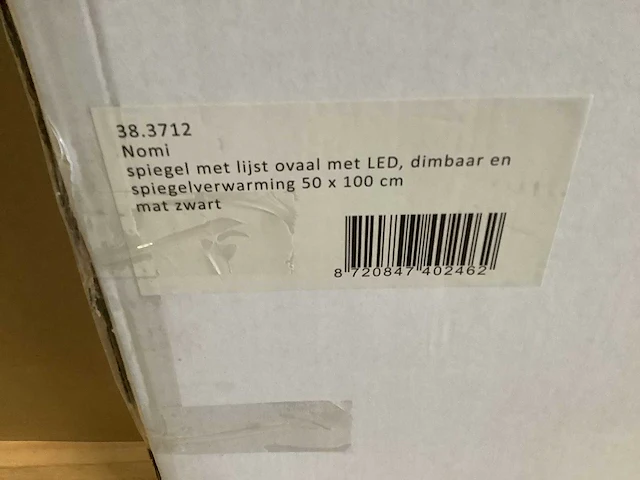 38.3712
Nomi
spiegel met lijst ovaal met LED, dimbaar en
spiegelverwarming 50 x 100 cm
mat zwart
8 720847 402462